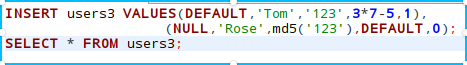 INSERT users3 VALUES(DEFAULT,'Tom','123',3*7-5,1),
(NULL,'Rose',md5('123'),DEFAULT,0);
SELECT * FROM users3;